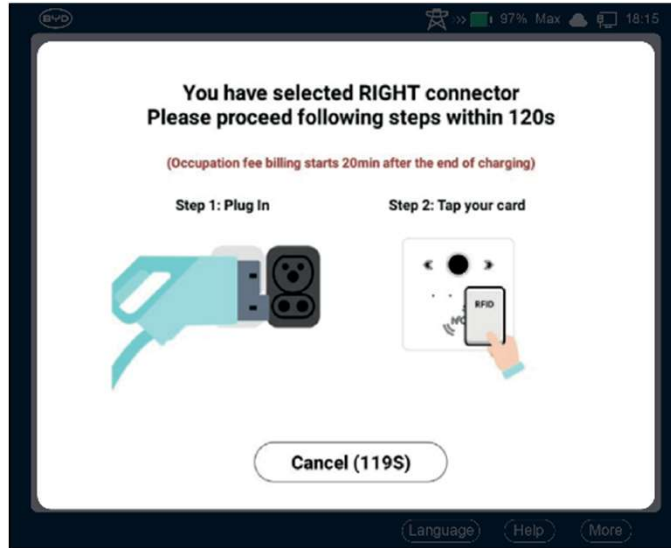 BYD
97% Max 18:15
You have selected RIGHT connector
Please proceed following steps within 120s
(Occupation fee billing starts 20min after the end of charging)
Step 1: Plug In
Step 2: Tap your card
RFID
Cancel (119S)
Language Help More